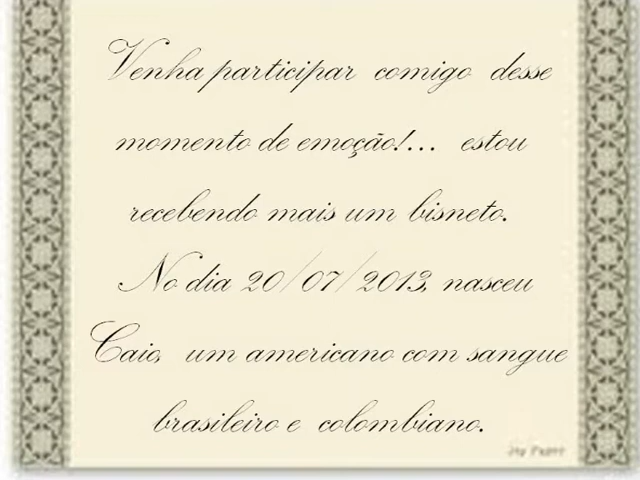 Venha participar comigo desse
momento de emoção!... estou
recebendo mais um bisneto.
No dia 20/07/2013, nasceu
Caio, um americano com sangue
brasileiro e colombiano.